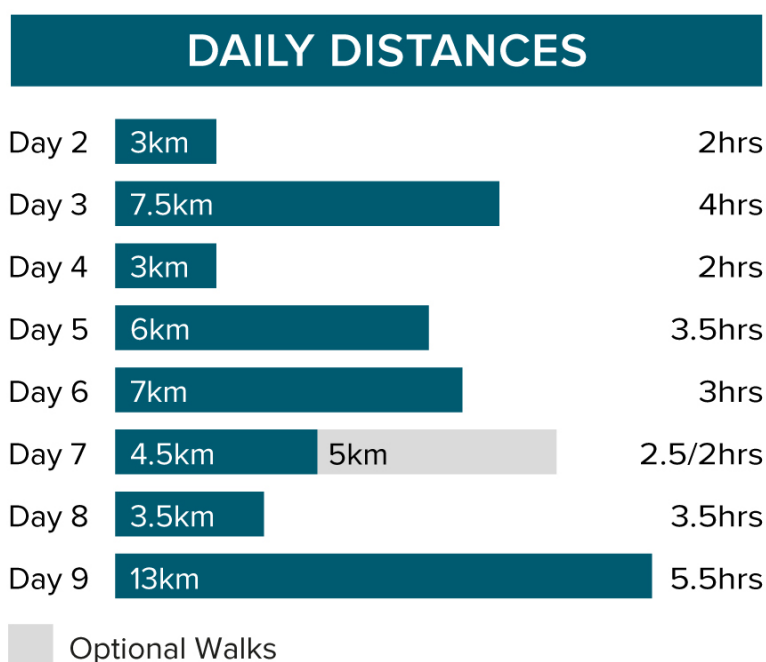 DAILY DISTANCES
Day 2 3km 2hrs
Day 3 7.5km 4hrs
Day 4 3km 2hrs
Day 5 6km 3.5hrs
Day 6 7km 3hrs
Day 7 4.5km 5km 2.5/2hrs
Day 8 3.5km 3.5hrs
Day 9 13km 5.5hrs
Optional Walks